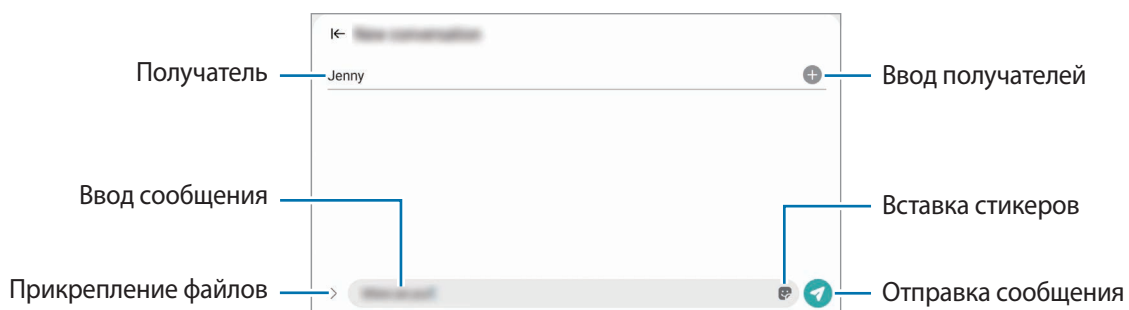 Получатель
Jenny
Ввод получателей
Ввод сообщения
Вставка стикеров
Прикрепление файлов
Отправка сообщения